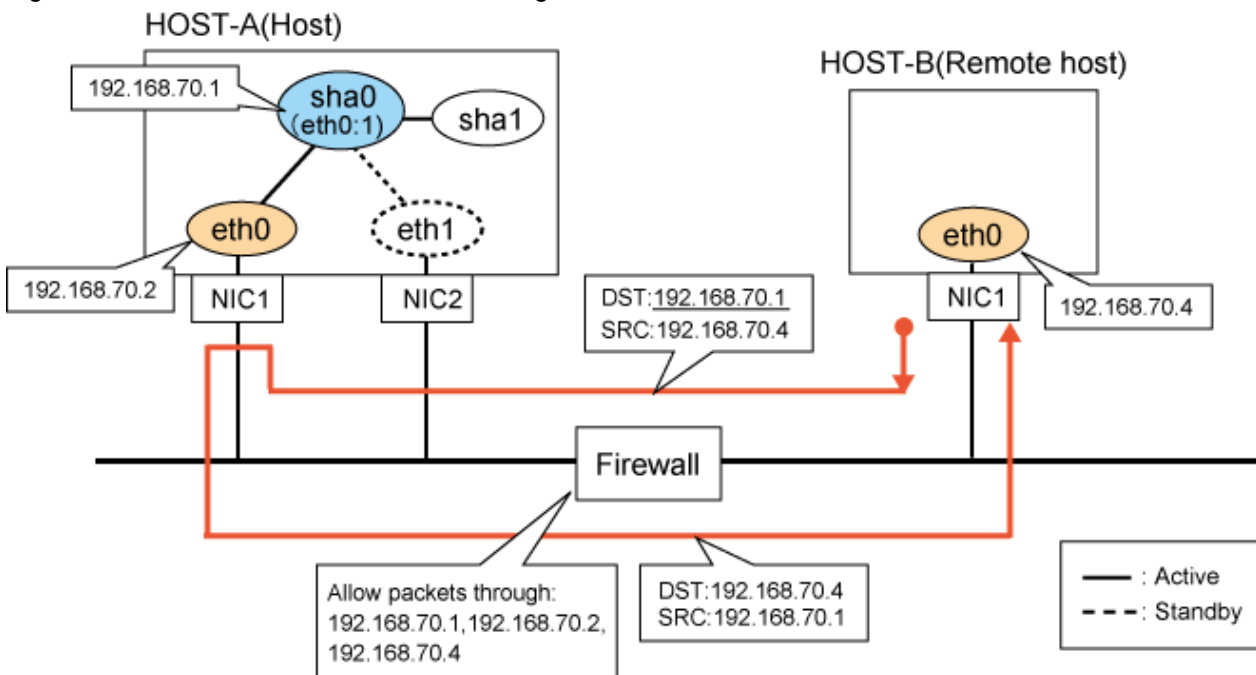 HOST-A(Host)
HOST-B(Remote host)
192.168.70.1
sha0
(eth0:1)
sha1
eth0
eth1
eth0
192.168.70.2
NIC1
NIC2
DST:192.168.70.1
SRC:192.168.70.4
NIC1
192.168.70.4
Firewall
Allow packets through:
192.168.70.1,192.168.70.2,
192.168.70.4
DST:192.168.70.4
SRC:192.168.70.1
: Active
: Standby